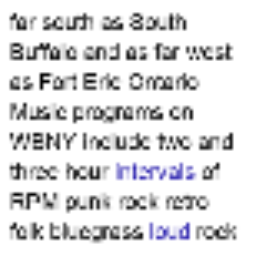 far south as South
Buffalo and as far west
as Fort Erie Ontario
Music programs on
WBNY include two and
three hour intervals of
RPM punk rock retro
folk bluegrass loud rock